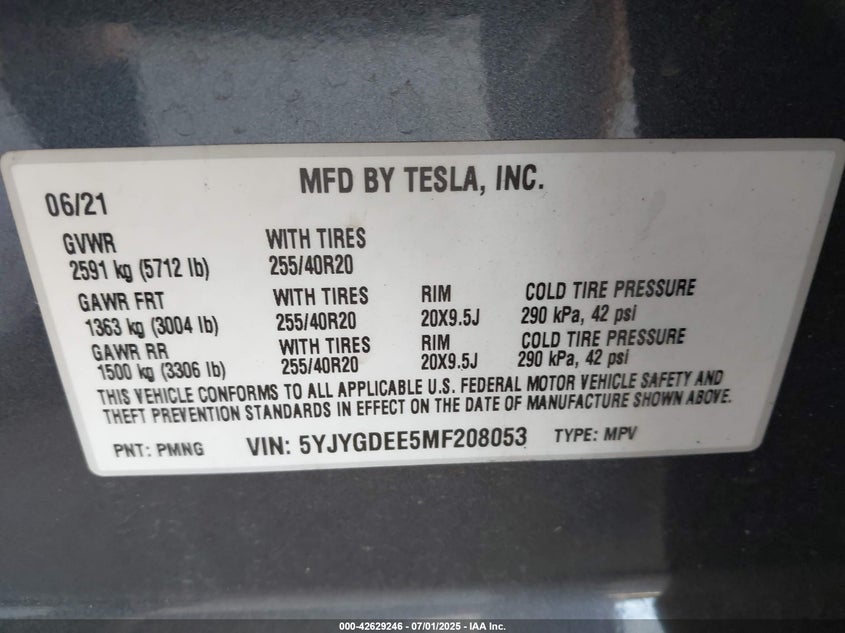 MFD BY TESLA, INC.
06/21
GVWR WITH TIRES
2591 kg (5712 lb) 255/40R20
GAWR FRT WITH TIRES RIM COLD TIRE PRESSURE
1363 kg (3004 lb) 255/40R20 20X9.5J 290 kPa, 42 psi
GAWR RR WITH TIRES RIM COLD TIRE PRESSURE
1500 kg (3306 lb) 255/40R20 20X9.5J 290 kPa, 42 psi
THIS VEHICLE CONFORMS TO ALL APPLICABLE U.S. FEDERAL MOTOR VEHICLE SAFETY AND
THEFT PREVENTION STANDARDS IN EFFECT ON THE DATE OF MANUFACTURE SHOWN ABOVE.
PNT: PMNG VIN: 5YJYGDEE5MF208053 TYPE: MPV
000-42629246 - 07/01/2025 - IAA Inc.